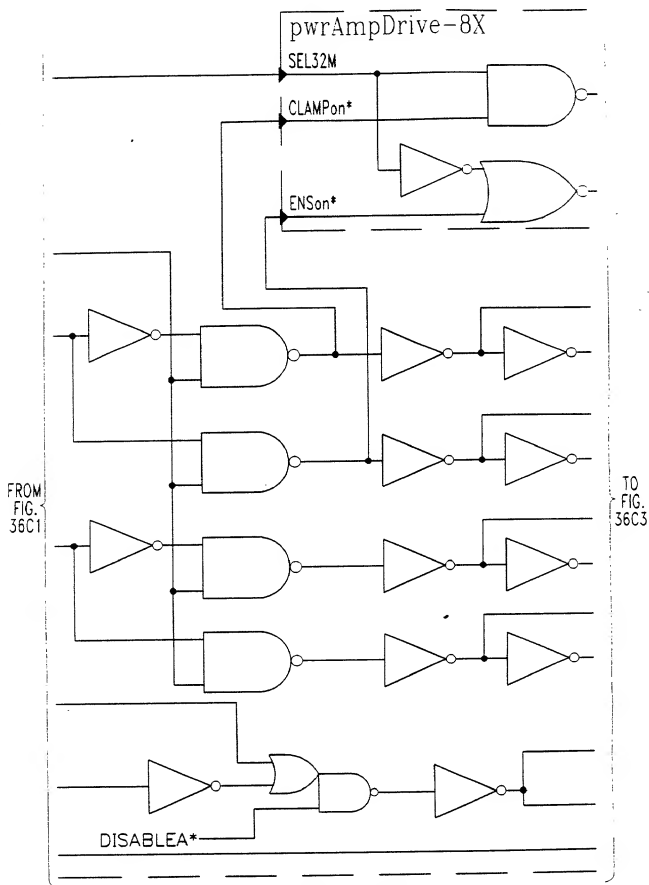 pwrAmpDrive-8X
SEL32M
CLAMPon*
ENSon*
FROM
FIG.
36C1
TO
FIG.
36C3
DISABLEA*